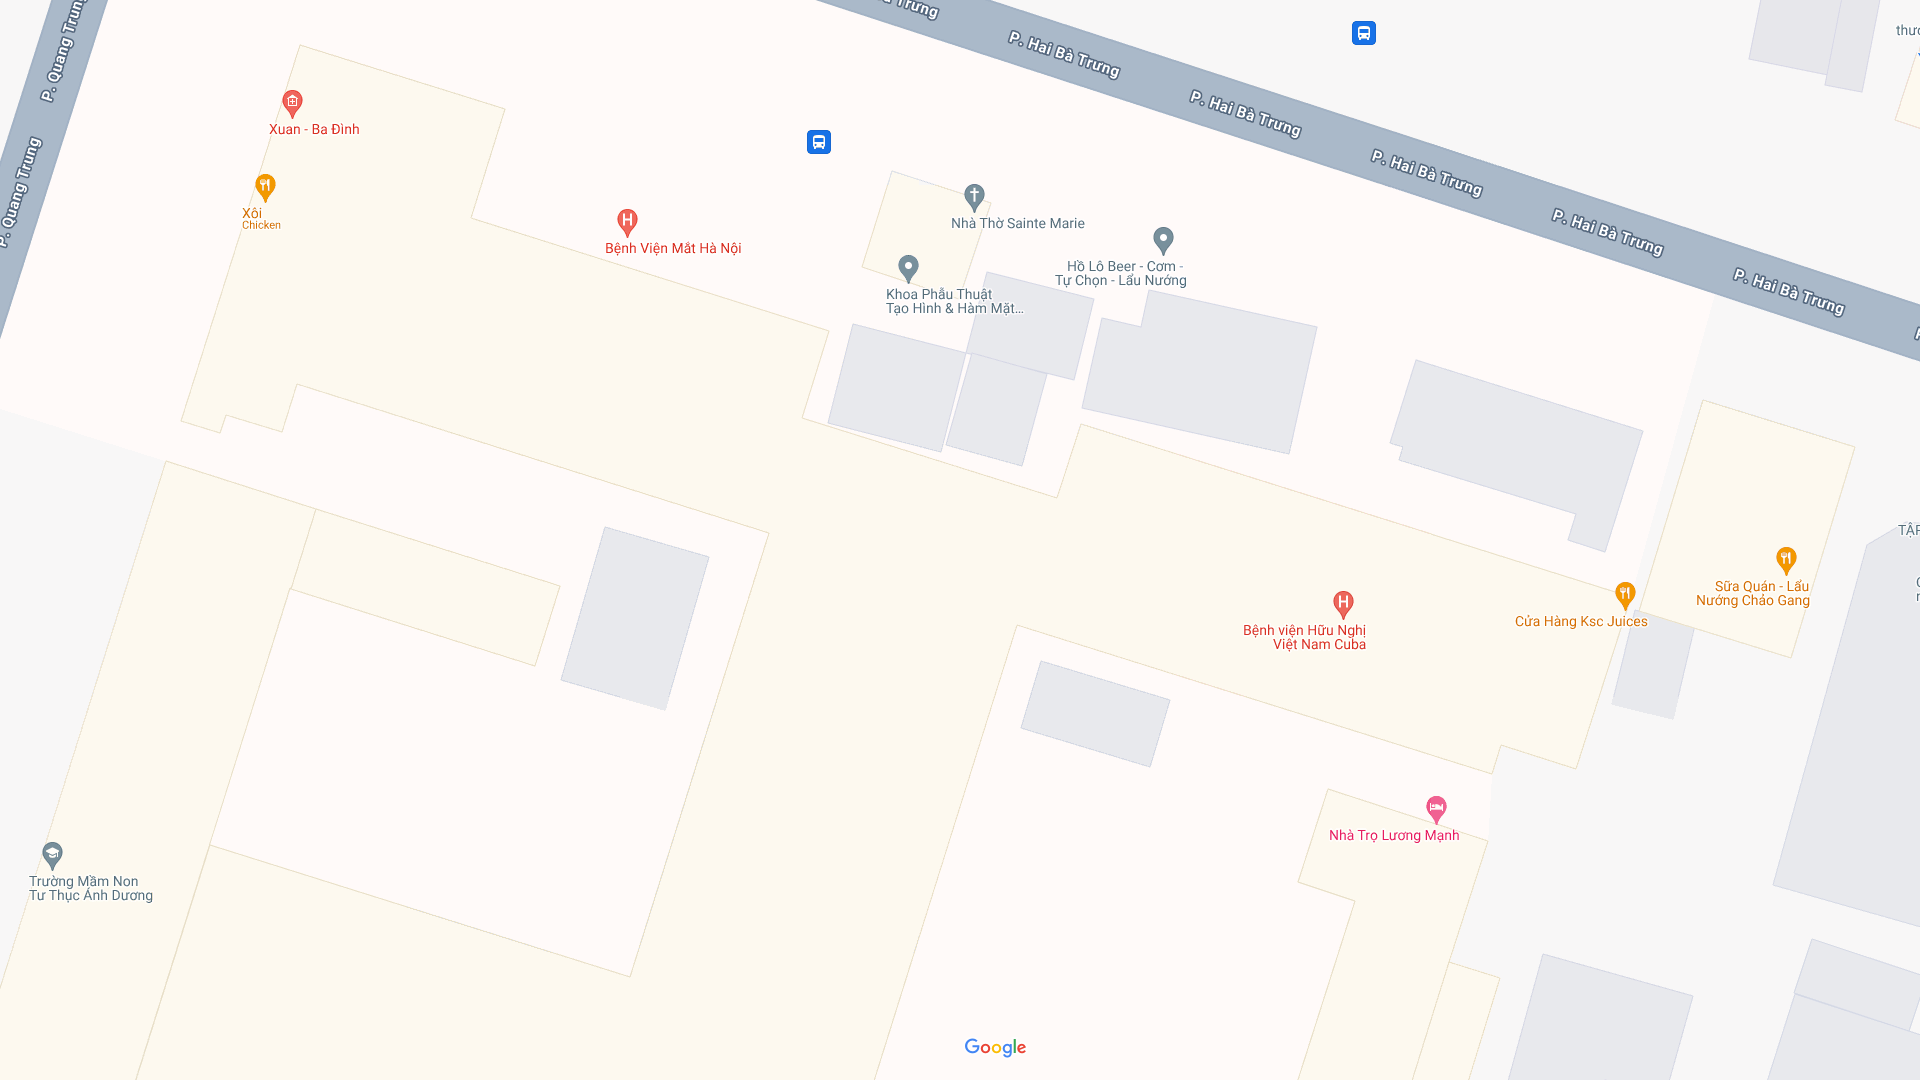 P. Quang Trung
P. Quang Trung
P. Hai Bà Trưng
P. Hai Bà Trưng
P. Hai Bà Trưng
P. Hai Bà Trưng
P. Hai Bà Trưng
Trưng
Xuan - Ba Đình
Xôi
Chicken
Bệnh Viện Mắt Hà Nội
Nhà Thờ Sainte Marie
Khoa Phẫu Thuật
Tạo Hình & Hàm Mặt...
Hồ Lô Beer - Cơm -
Tự Chọn - Lẩu Nướng
Sữa Quán - Lẩu
Nướng Chảo Gang
Cửa Hàng Ksc Juices
Bệnh viện Hữu Nghị
Việt Nam Cuba
Nhà Trọ Lương Mạnh
Trường Mầm Non
Tư Thục Ánh Dương
Google